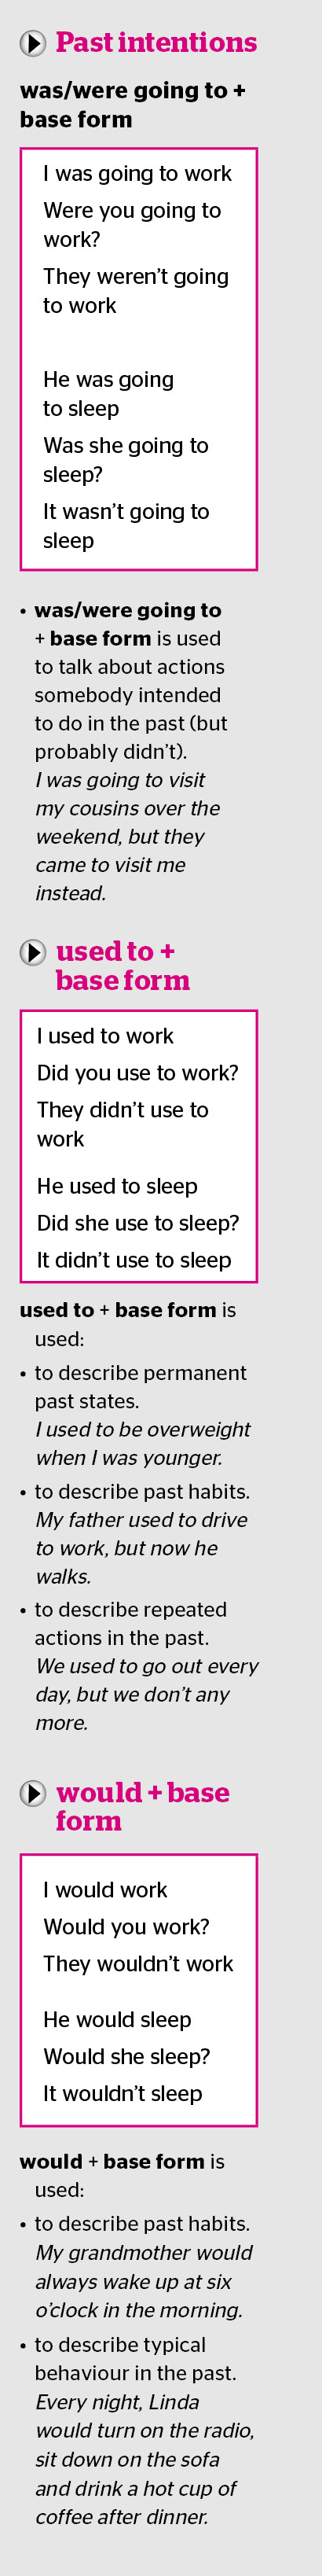 Past intentions
was/were going to +
base form
I was going to work
Were you going to
work?
They weren’t going
to work
He was going
to sleep
Was she going to
sleep?
It wasn’t going to
sleep
• was/were going to
+ base form is used
to talk about actions
somebody intended
to do in the past (but
probably didn’t).
I was going to visit
my cousins over the
weekend, but they
came to visit me
instead.
used to +
base form
I used to work
Did you use to work?
They didn’t use to
work
He used to sleep
Did she use to sleep?
It didn’t use to sleep
used to + base form is
used:
• to describe permanent
past states.
I used to be overweight
when I was younger.
• to describe past habits.
My father used to drive
to work, but now he
walks.
• to describe repeated
actions in the past.
We used to go out every
day, but we don’t any
more.
would + base
form
I would work
Would you work?
They wouldn’t work
He would sleep
Would she sleep?
It wouldn’t sleep
would + base form is
used:
• to describe past habits.
My grandmother would
always wake up at six
o’clock in the morning.
• to describe typical
behaviour in the past.
Every night, Linda
would turn on the radio,
sit down on the sofa
and drink a hot cup of
coffee after dinner.